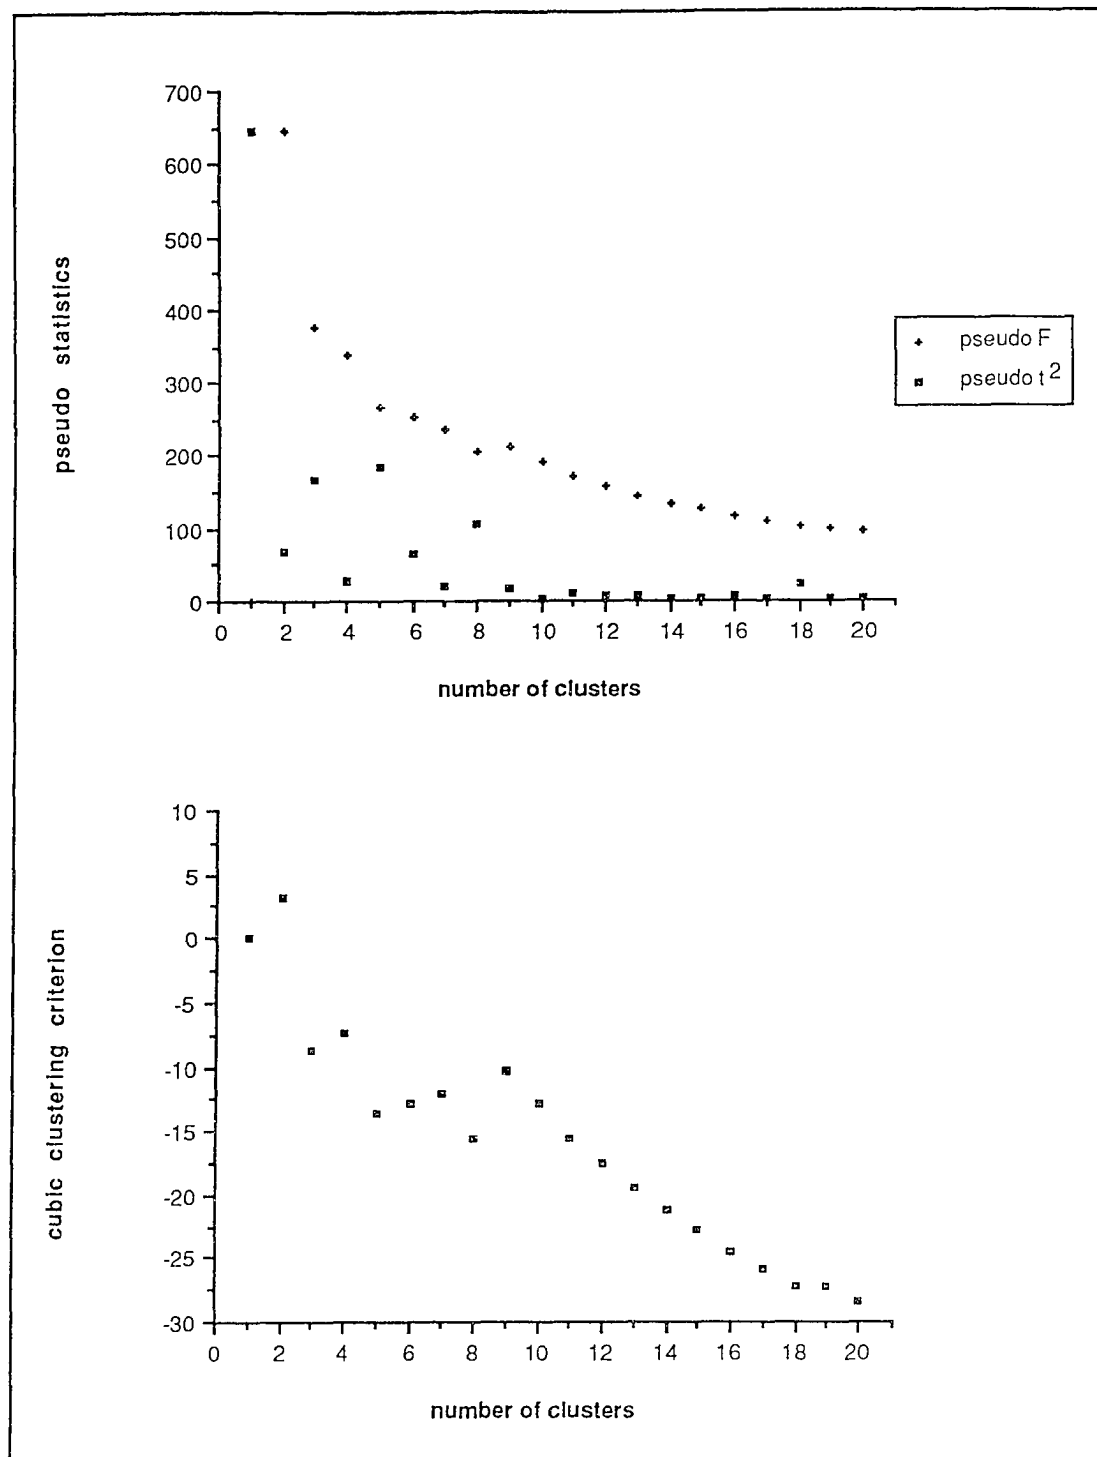 700
600
500
400
300
200
100
0
pseudo statistics
0 2 4 6 8 10 12 14 16 18 20
number of clusters
pseudo F
pseudo t²
10
5
0
-5
-10
-15
-20
-25
-30
cubic clustering criterion
0 2 4 6 8 10 12 14 16 18 20
number of clusters